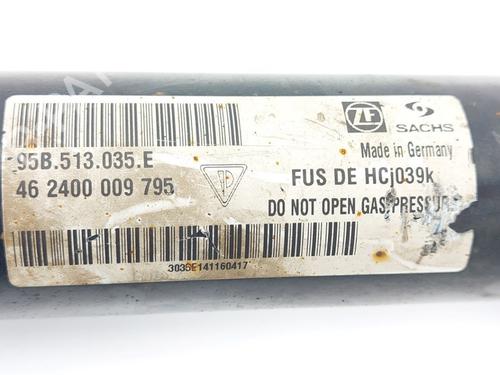 ZF SACHS
95B.513.035.E
Made in Germany
46 2400 009 795
FUS DE HCj039k
DO NOT OPEN GAS PRESSURE
3035E141160417